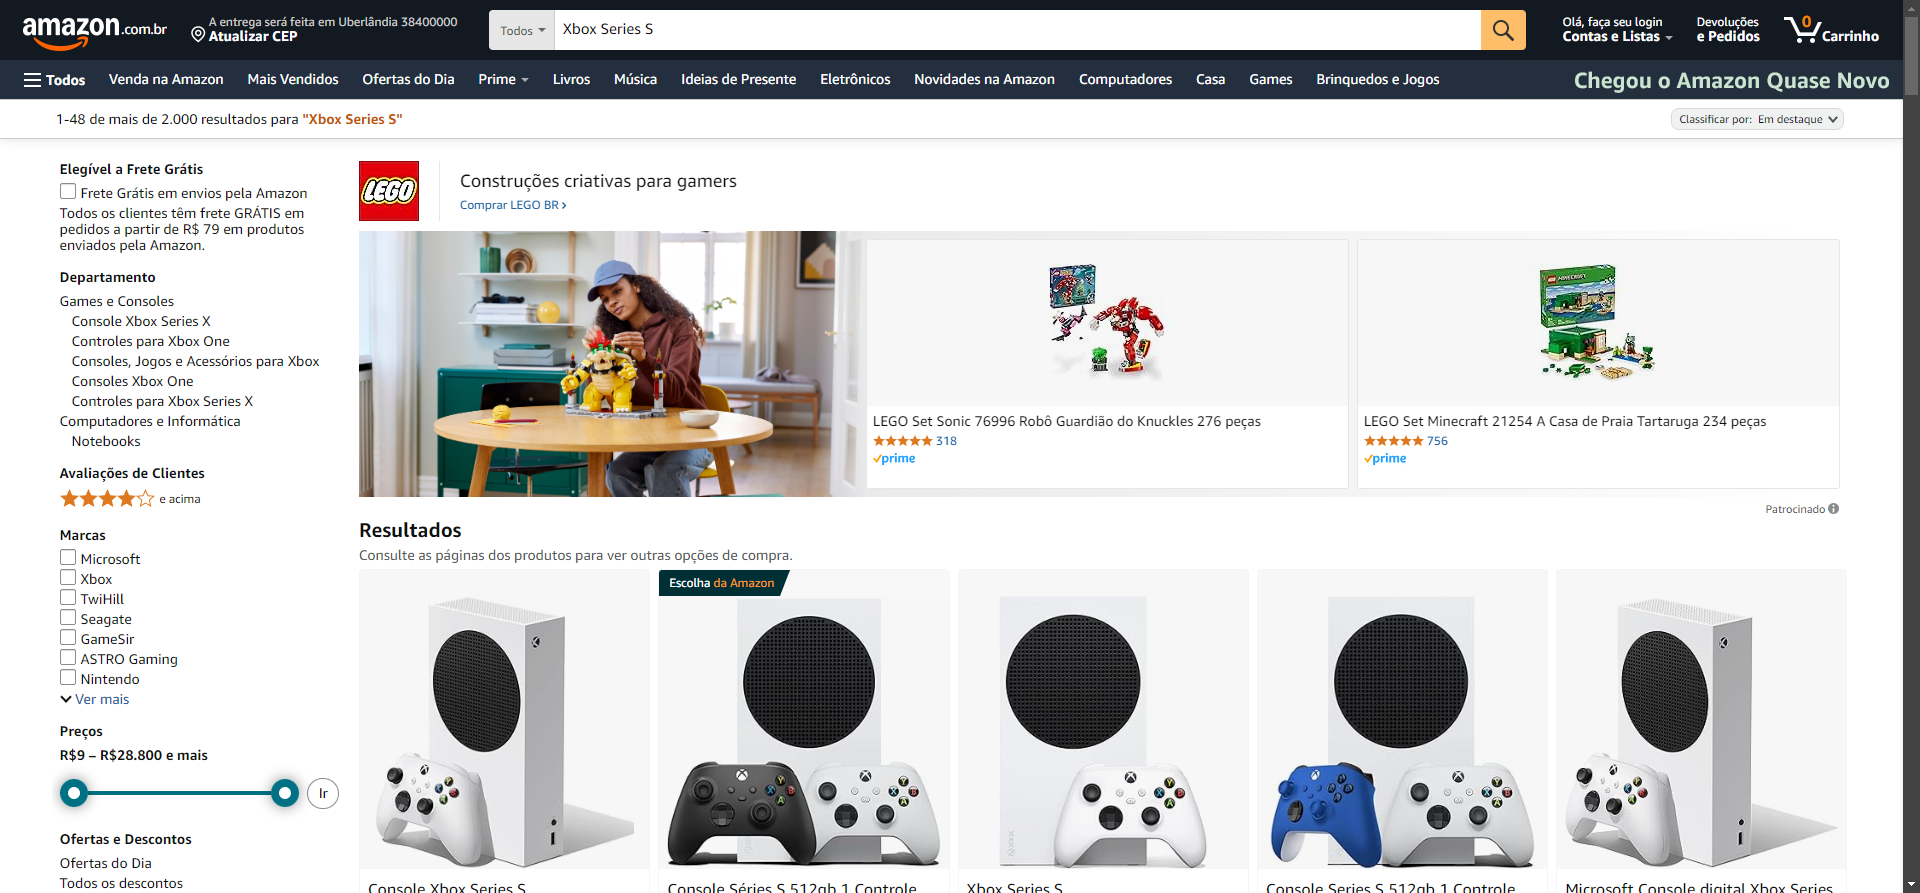 amazon.com.br
A entrega será feita em Uberlândia 38400000
Atualizar CEP
Todos
Xbox Series S
Olá, faça seu login
Contas e Listas
Devoluções
e Pedidos
0
Carrinho
Todos
Venda na Amazon
Mais Vendidos
Ofertas do Dia
Prime
Livros
Música
Ideias de Presente
Eletrônicos
Novidades na Amazon
Computadores
Casa
Games
Brinquedos e Jogos
Chegou o Amazon Quase Novo
1-48 de mais de 2.000 resultados para "Xbox Series S"
Classificar por: Em destaque
Elegível a Frete Grátis
Frete Grátis em envios pela Amazon
Todos os clientes têm frete GRÁTIS em
pedidos a partir de R$ 79 em produtos
enviados pela Amazon.
Departamento
Games e Consoles
Console Xbox Series X
Controles para Xbox One
Consoles, Jogos e Acessórios para Xbox
Consoles Xbox One
Controles para Xbox Series X
Computadores e Informática
Notebooks
Avaliações de Clientes
e acima
Marcas
Microsoft
Xbox
TwiHill
Seagate
GameSir
ASTRO Gaming
Nintendo
Ver mais
Preços
R$9 – R$28.800 e mais
Ir
Ofertas e Descontos
Ofertas do Dia
Todos os descontos
LEGO
Construções criativas para gamers
Comprar LEGO BR
LEGO Set Sonic 76996 Robô Guardião do Knuckles 276 peças
318
prime
MINECRAFT
LEGO Set Minecraft 21254 A Casa de Praia Tartaruga 234 peças
756
prime
Patrocinado
Resultados
Consulte as páginas dos produtos para ver outras opções de compra.
Escolha da Amazon
Console Xbox Series S
Console Séries S 512gb 1 Controle
Xbox Series S
Console Series S 512gb 1 Controle
Microsoft Console digital Xbox Series